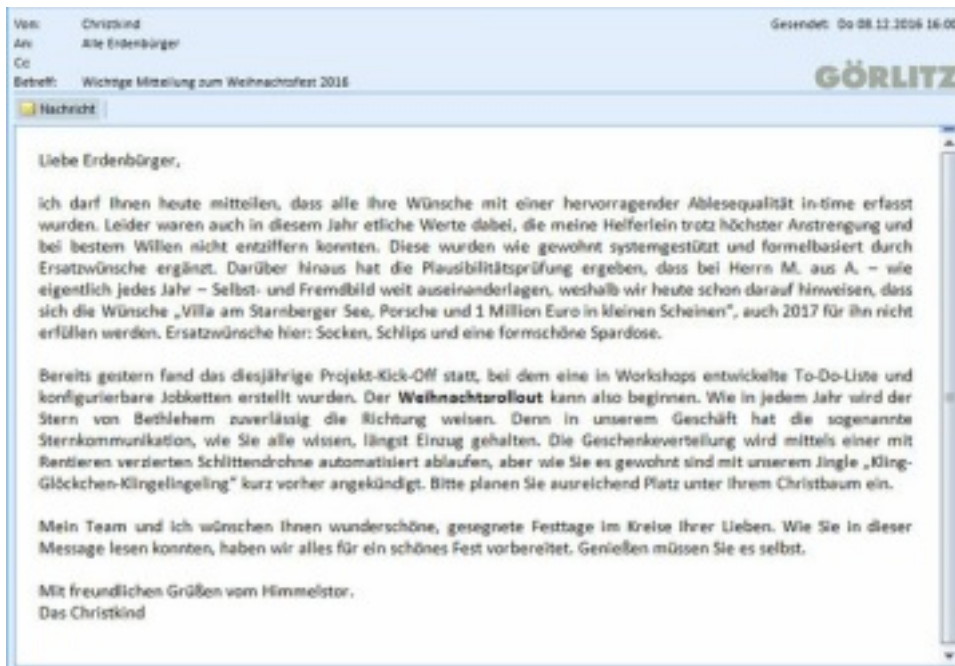 Von: Christkind Gesendet: Do 08.12.2016 16:00
An: Alle Erdenbürger
Cc
Betreff: Wichtige Mitteilung zum Weihnachtsfest 2016
GÖRLITZ
Nachricht
Liebe Erdenbürger,
ich darf Ihnen heute mitteilen, dass alle Ihre Wünsche mit einer hervorragender Ablesequalität in-time erfasst
wurden. Leider waren auch in diesem Jahr etliche Werte dabei, die meine Helferlein trotz höchster Anstrengung und
bei bestem Willen nicht entziffern konnten. Diese wurden wie gewohnt systemgestützt und formelbasiert durch
Ersatzwünsche ergänzt. Darüber hinaus hat die Plausibilitätsprüfung ergeben, dass bei Herrn M. aus A. – wie
eigentlich jedes Jahr – Selbst- und Fremdbild weit auseinanderlagen, weshalb wir heute schon darauf hinweisen, dass
sich die Wünsche „Villa am Starnberger See, Porsche und 1 Million Euro in kleinen Scheinen“, auch 2017 für ihn nicht
erfüllen werden. Ersatzwünsche hier: Socken, Schlips und eine formschöne Spardose.
Bereits gestern fand das diesjährige Projekt-Kick-Off statt, bei dem eine in Workshops entwickelte To-Do-Liste und
konfigurierbare Jobketten erstellt wurden. Der Weihnachtsrollout kann also beginnen. Wie in jedem Jahr wird der
Stern von Bethlehem zuverlässig die Richtung weisen. Denn in unserem Geschäft hat die sogenannte
Sternkommunikation, wie Sie alle wissen, längst Einzug gehalten. Die Geschenkeverteilung wird mittels einer mit
Rentieren verzierten Schlittendrohne automatisiert ablaufen, aber wie Sie es gewohnt sind mit unserem Jingle „Kling-
Glöckchen-Klingelingeling“ kurz vorher angekündigt. Bitte planen Sie ausreichend Platz unter Ihrem Christbaum ein.
Mein Team und ich wünschen Ihnen wunderschöne, gesegnete Festtage im Kreise Ihrer Lieben. Wie Sie in dieser
Message lesen konnten, haben wir alles für ein schönes Fest vorbereitet. Genießen müssen Sie es selbst.
Mit freundlichen Grüßen vom Himmelstor.
Das Christkind